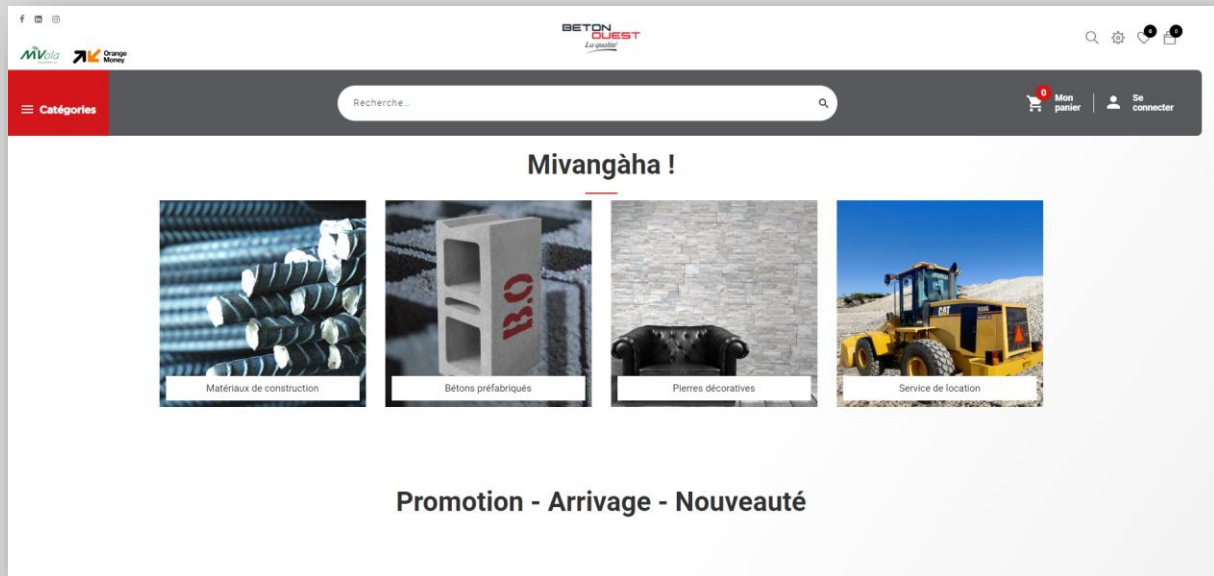 MVola
Orange
Money
BETON
OUEST
La qualité
0
0
Catégories
Recherche...
0
Mon
panier
Se
connecter
Mivangàha !
B.O
CAT
Matériaux de construction
Bétons préfabriqués
Pierres décoratives
Service de location
Promotion - Arrivage - Nouveauté